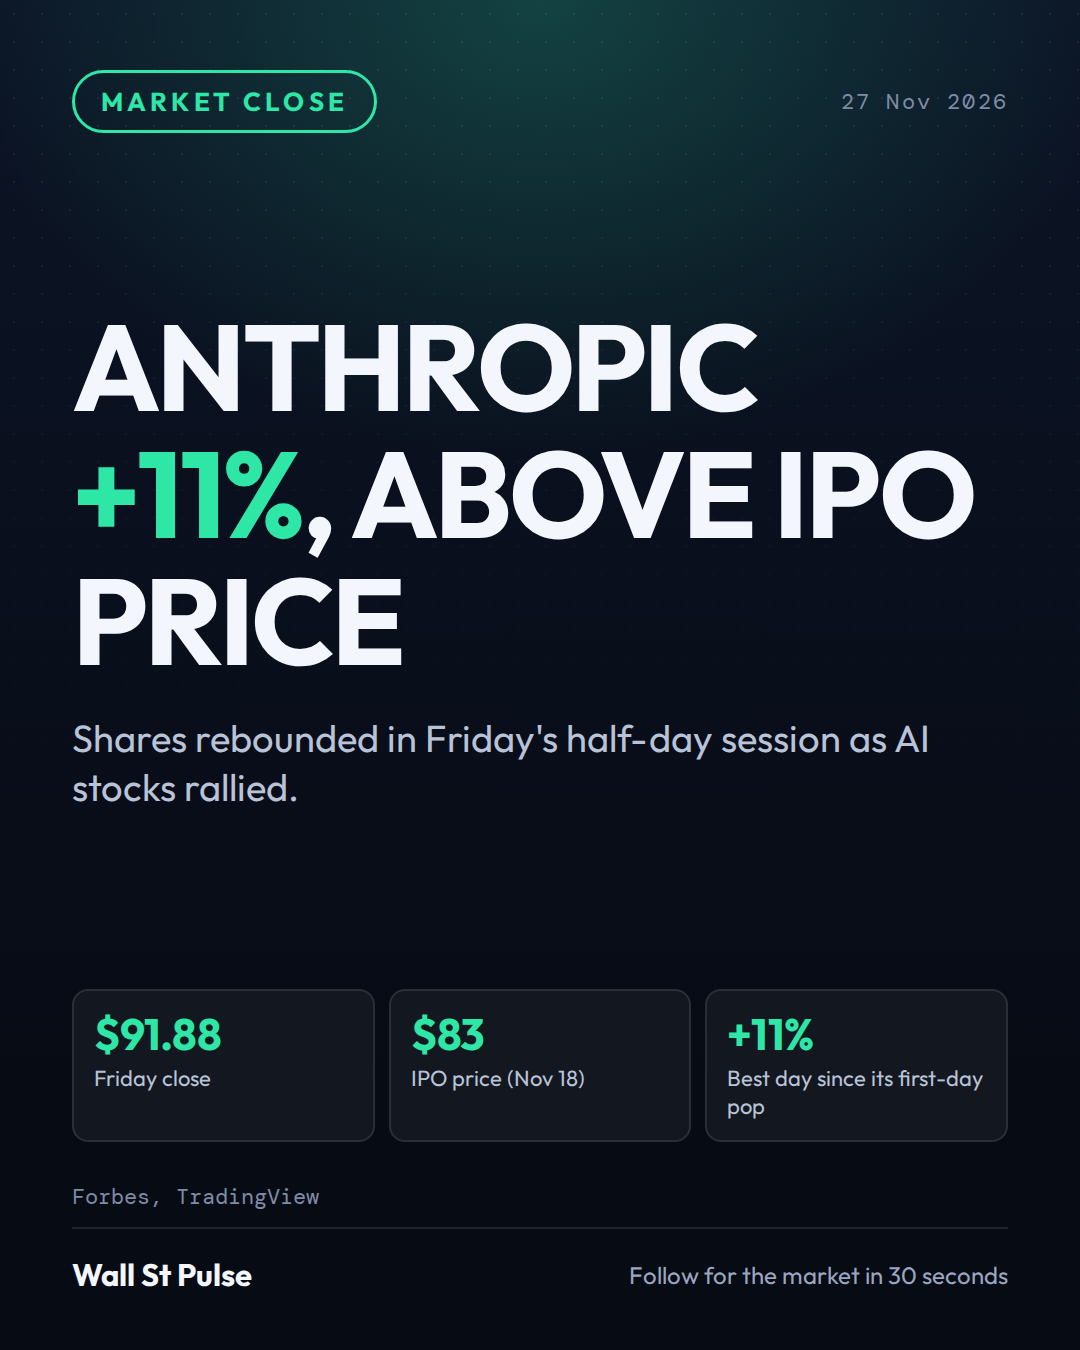 MARKET CLOSE
27 Nov 2026
ANTHROPIC
+11%, ABOVE IPO
PRICE
Shares rebounded in Friday's half-day session as AI
stocks rallied.
$91.88
Friday close
$83
IPO price (Nov 18)
+11%
Best day since its first-day
pop
Forbes, TradingView
Wall St Pulse
Follow for the market in 30 seconds